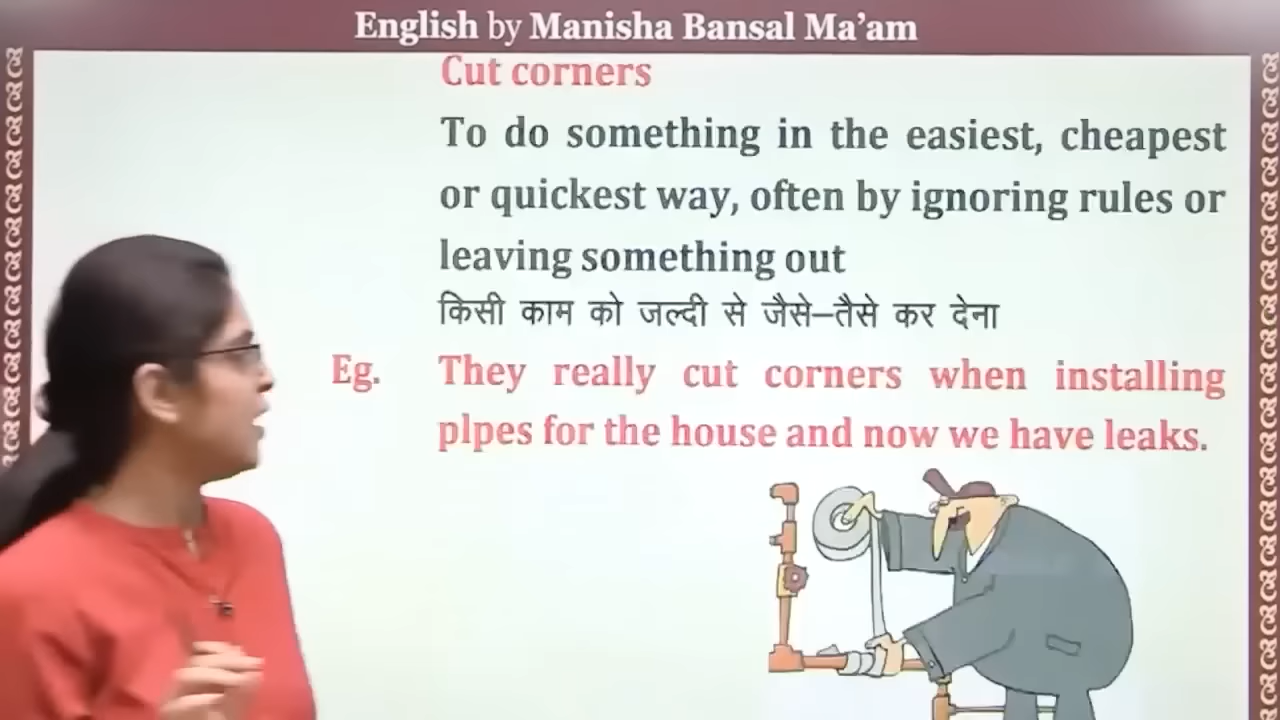 English by Manisha Bansal Ma'am
Cut corners
To do something in the easiest, cheapest
or quickest way, often by ignoring rules or
leaving something out
किसी काम को जल्दी से जैसे–तैसे कर देना
Eg. They really cut corners when installing
plpes for the house and now we have leaks.